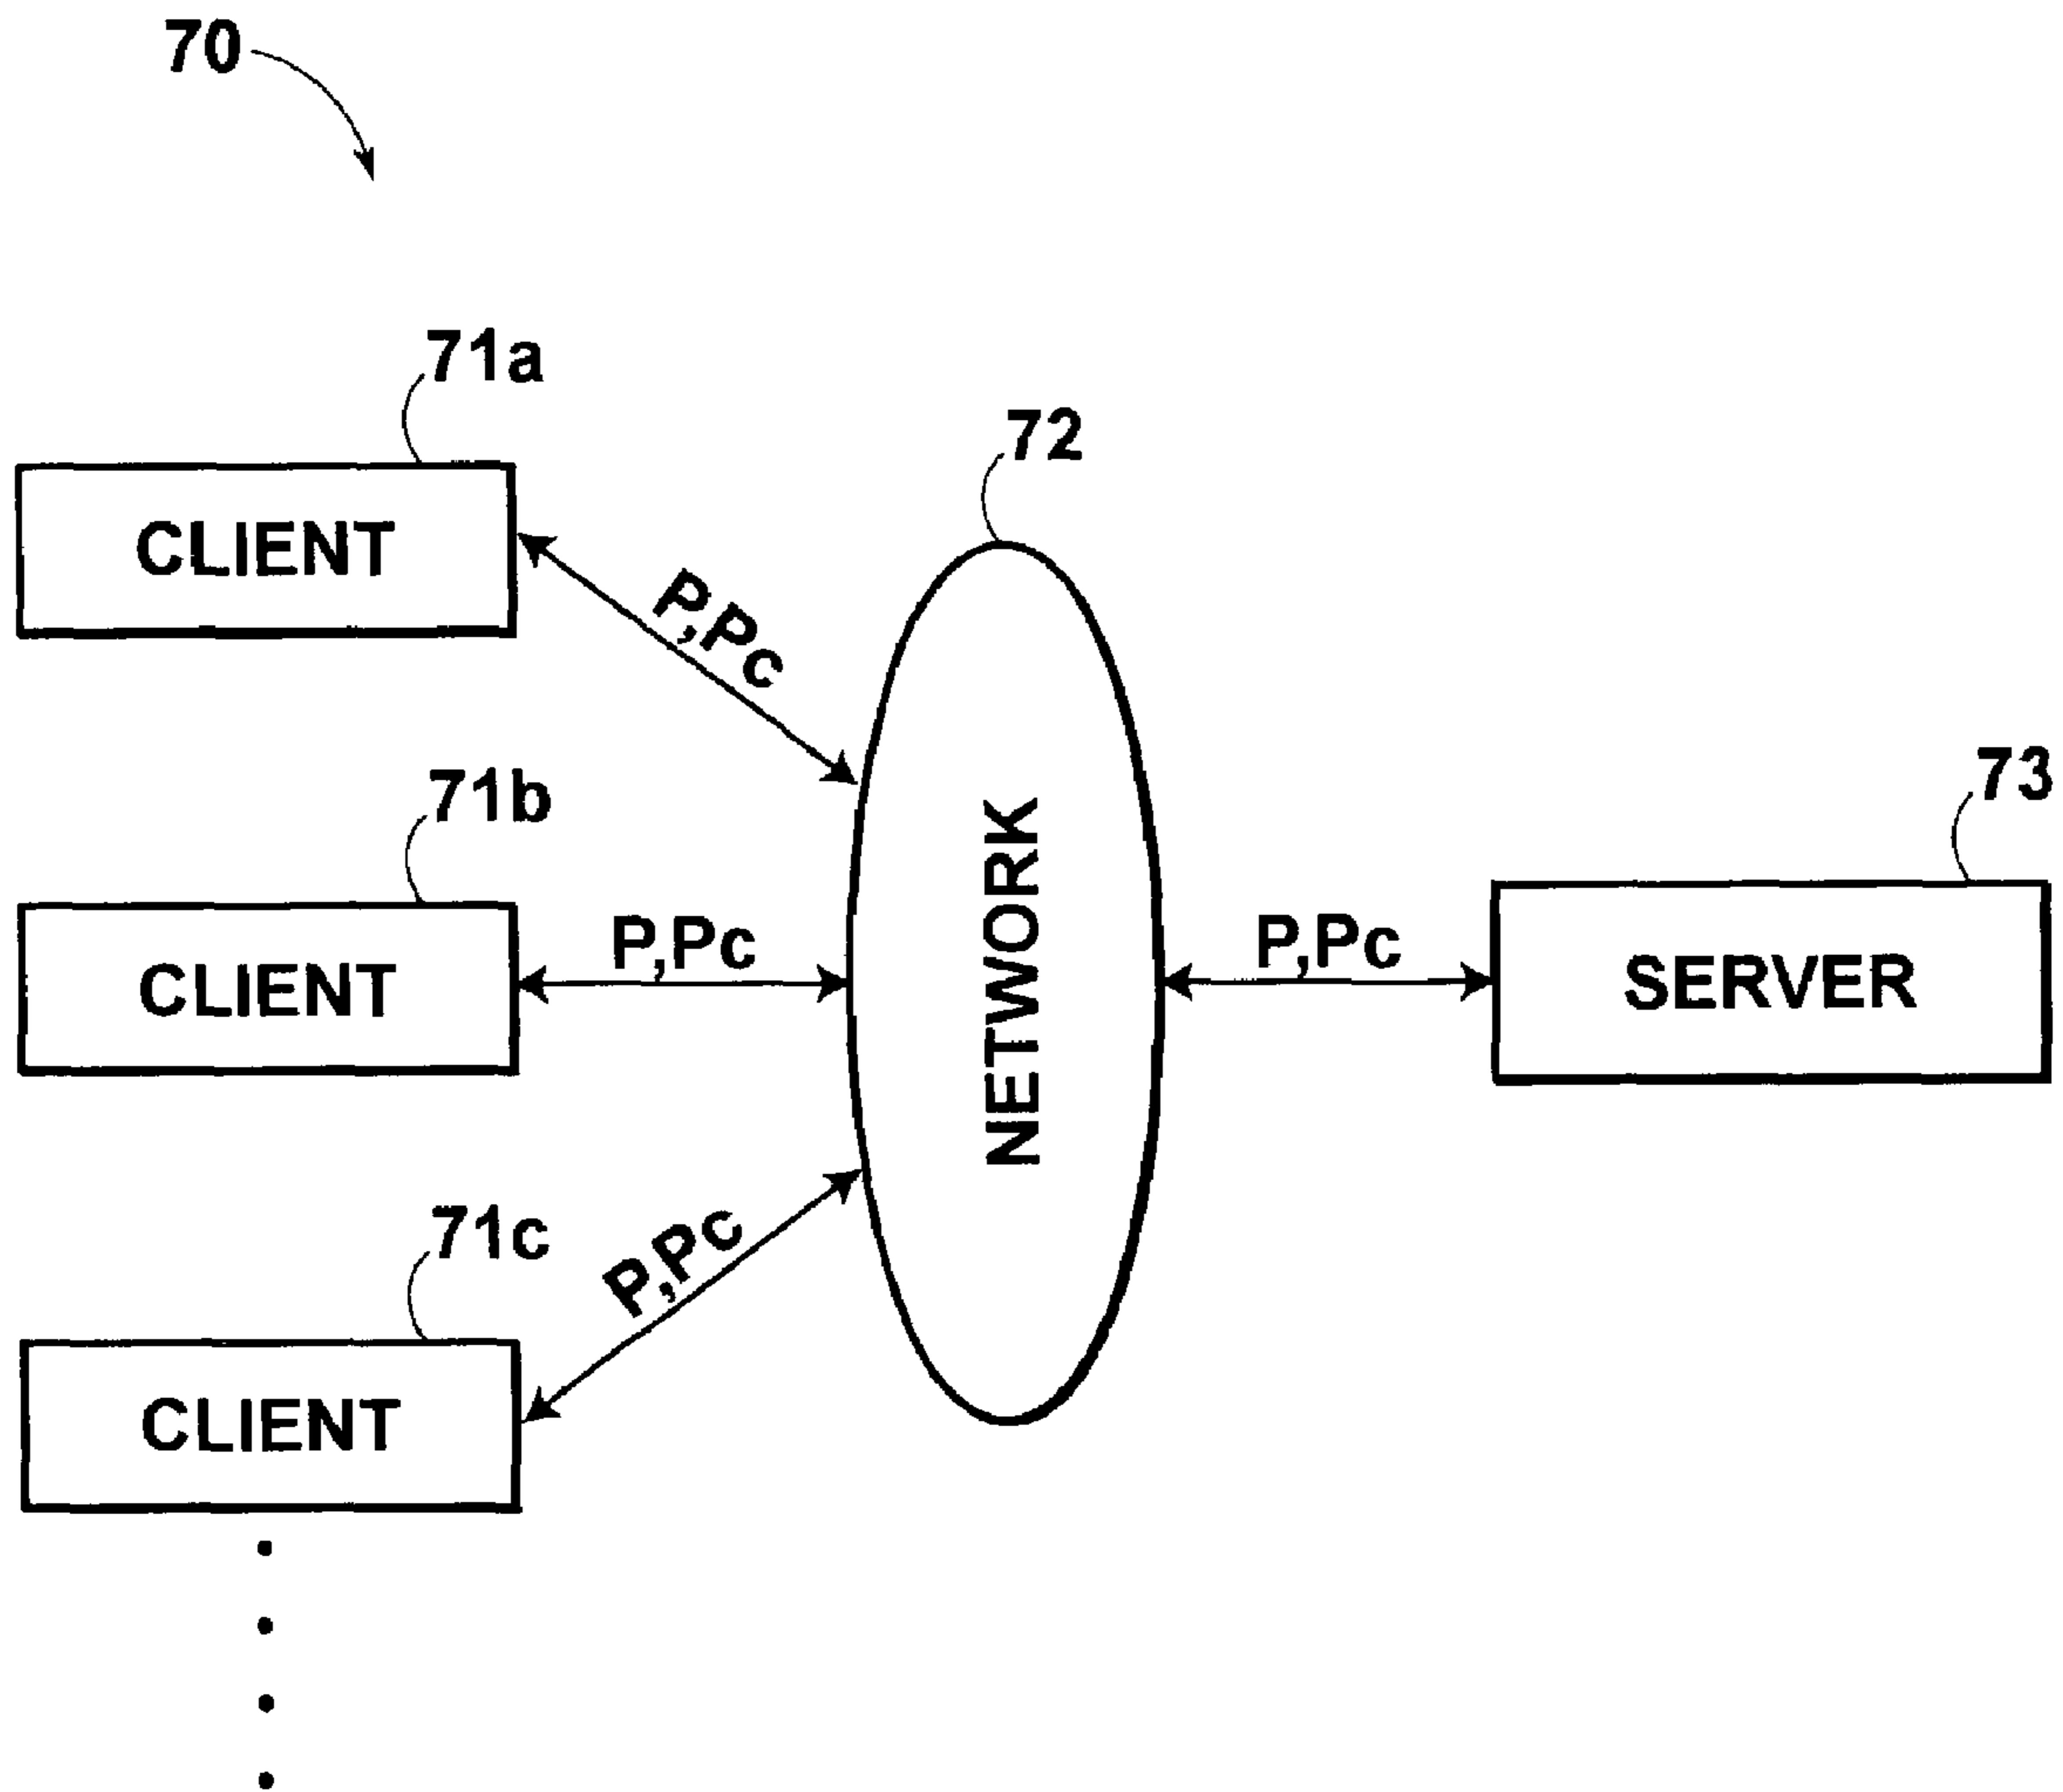 70
71a
CLIENT
P,Pc
72
71b
CLIENT
P,Pc
NETWORK
P,Pc
73
SERVER
71c
CLIENT
P,Pc